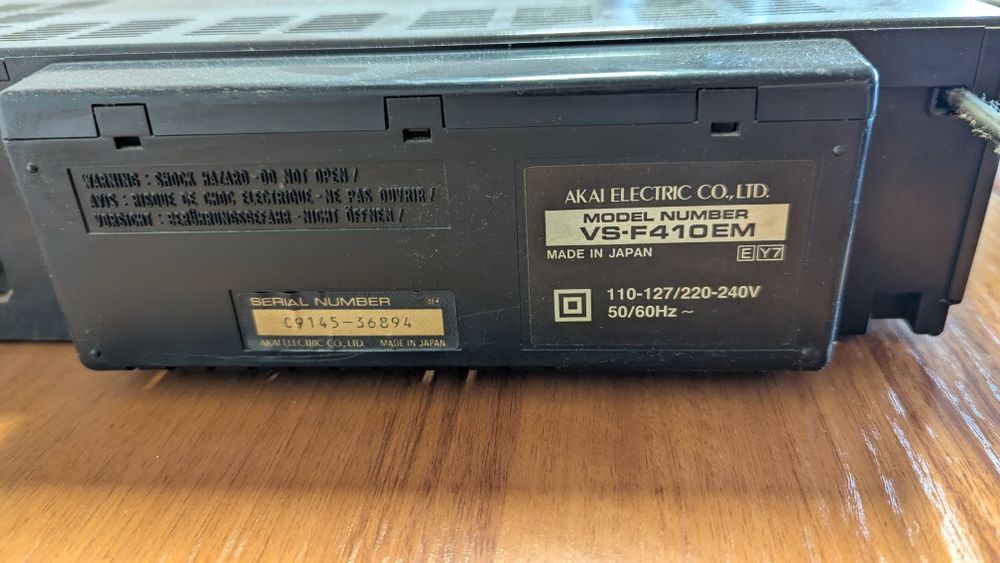 WARNING : SHOCK HAZARD - DO NOT OPEN /
AVIS : RISQUE DE CHOC ELECTRIQUE - NE PAS OUVRIR /
VORSICHT : BERÜHRUNGSGEFAHR - NICHT ÖFFNEN /
SERIAL NUMBER
C9145-36894
AKAI ELECTRIC CO., LTD. MADE IN JAPAN
AKAI ELECTRIC CO., LTD.
MODEL NUMBER
VS-F410EM
MADE IN JAPAN E Y7
110-127/220-240V
50/60Hz ~